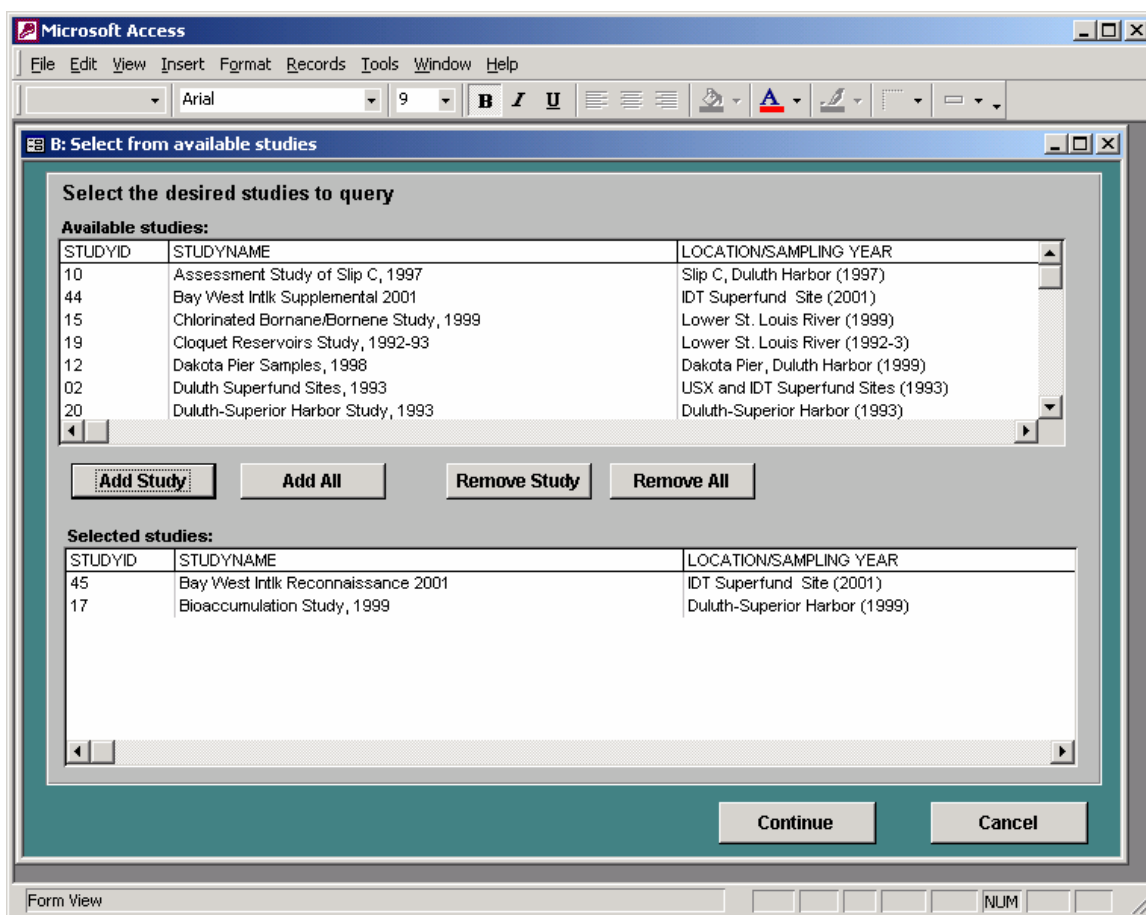 Microsoft Access
File Edit View Insert Format Records Tools Window Help
Arial 9 B I U A
B: Select from available studies
Select the desired studies to query
Available studies:
STUDYID STUDYNAME LOCATION/SAMPLING YEAR
10 Assessment Study of Slip C, 1997 Slip C, Duluth Harbor (1997)
44 Bay West Intlk Supplemental 2001 IDT Superfund Site (2001)
15 Chlorinated Bornane/Bornene Study, 1999 Lower St. Louis River (1999)
19 Cloquet Reservoirs Study, 1992-93 Lower St. Louis River (1992-3)
12 Dakota Pier Samples, 1998 Dakota Pier, Duluth Harbor (1999)
02 Duluth Superfund Sites, 1993 USX and IDT Superfund Sites (1993)
20 Duluth-Superior Harbor Study, 1993 Duluth-Superior Harbor (1993)
Add Study Add All Remove Study Remove All
Selected studies:
STUDYID STUDYNAME LOCATION/SAMPLING YEAR
45 Bay West Intlk Reconnaissance 2001 IDT Superfund Site (2001)
17 Bioaccumulation Study, 1999 Duluth-Superior Harbor (1999)
Continue Cancel
Form View NUM